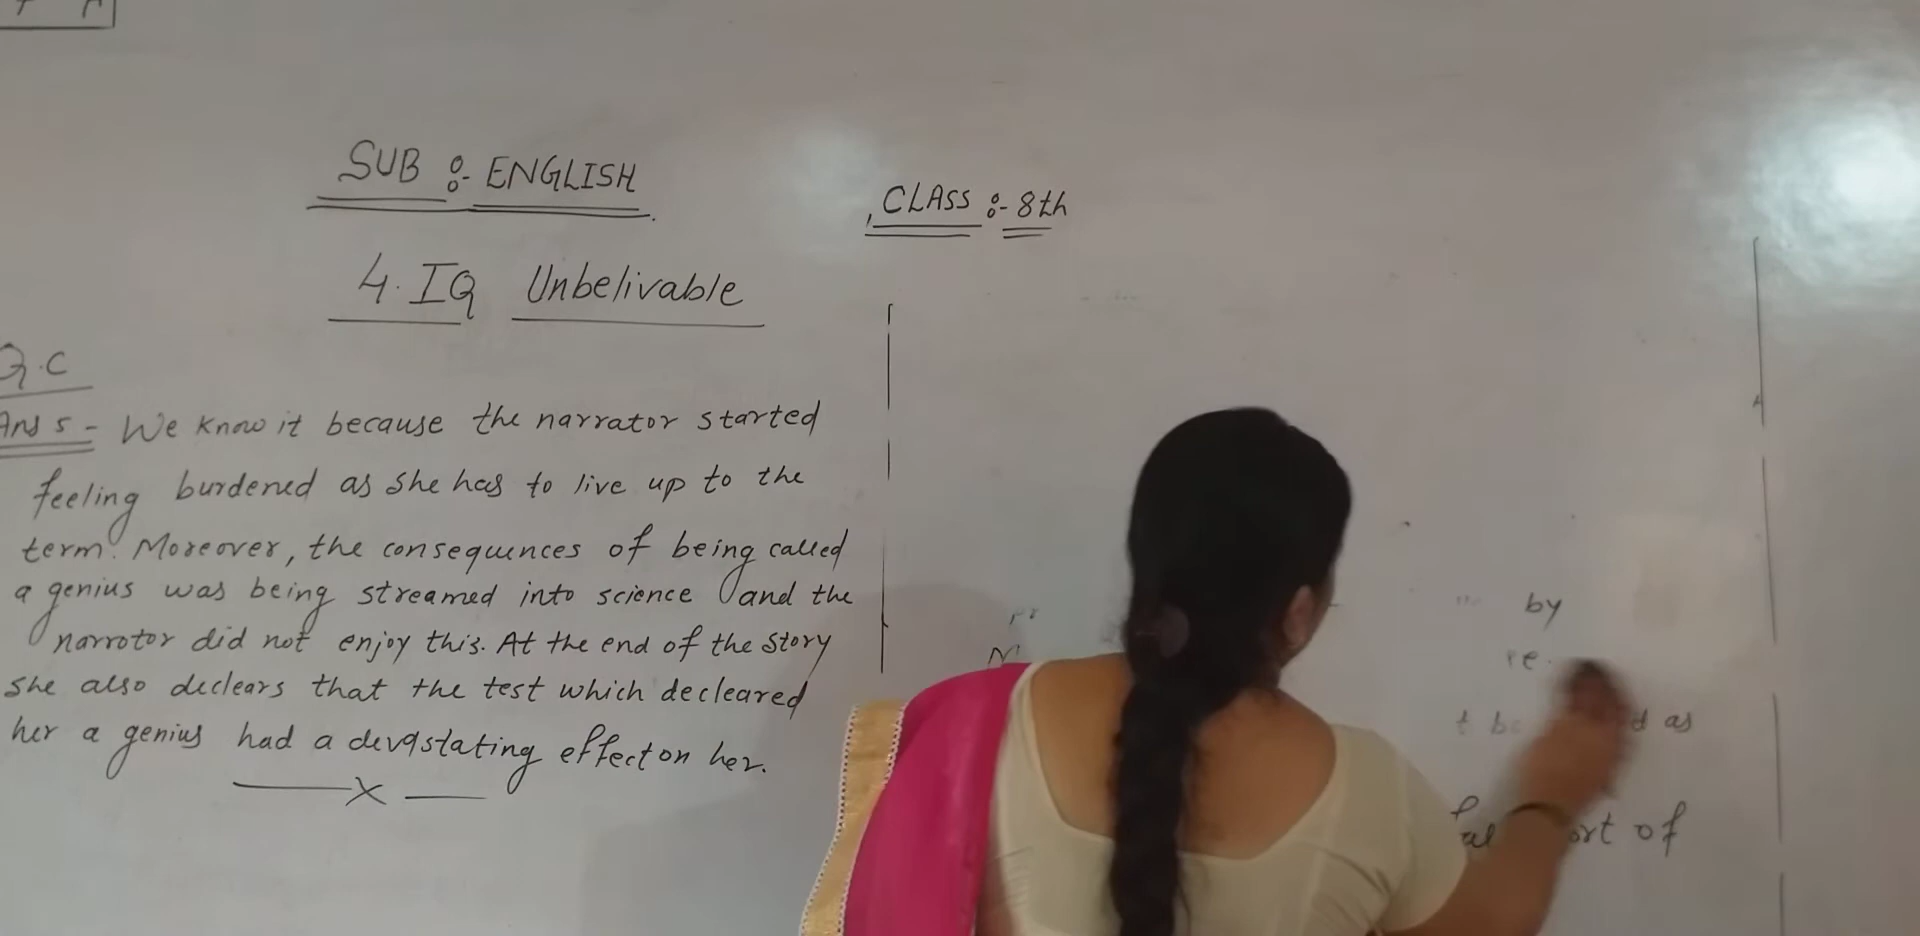 SUB :- ENGLISH
CLASS :- 8th
4. IQ Unbelivable
Q.C
Ans 5 - We know it because the narrator started
feeling burdened as she has to live up to the
term. Moreover, the consequences of being called
a genius was being streamed into science and the
narrotor did not enjoy this. At the end of the story
she also declears that the test which decleared
her a genius had a devastating effect on her.
X
by
as
of